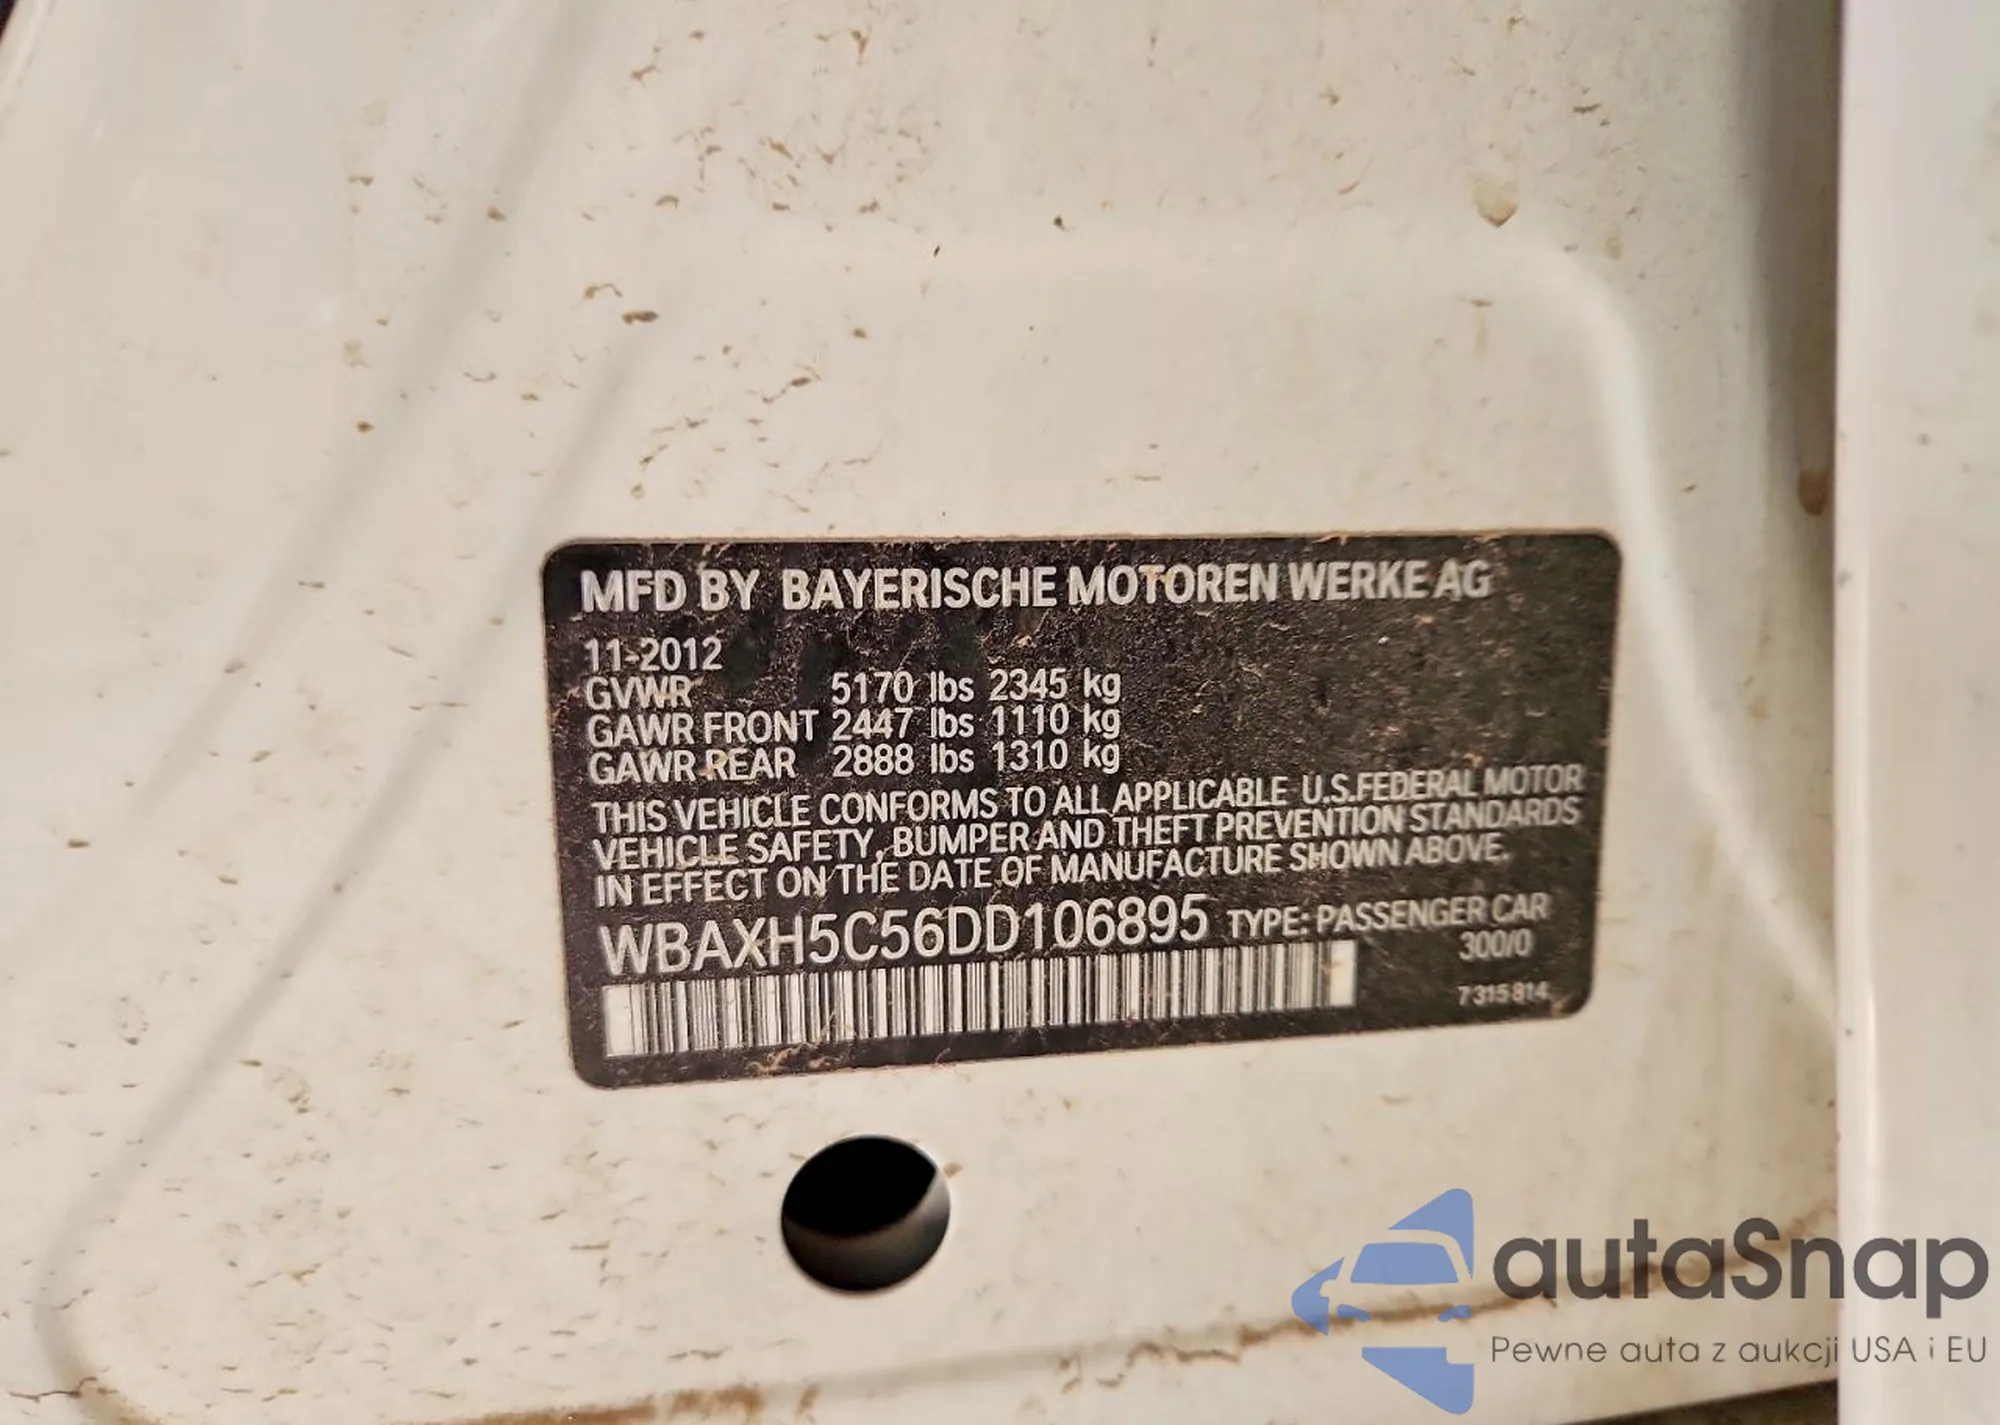 MFD BY BAYERISCHE MOTOREN WERKE AG
11-2012
GVWR 5170 lbs 2345 kg
GAWR FRONT 2447 lbs 1110 kg
GAWR REAR 2888 lbs 1310 kg
THIS VEHICLE CONFORMS TO ALL APPLICABLE U.S.FEDERAL MOTOR
VEHICLE SAFETY, BUMPER AND THEFT PREVENTION STANDARDS
IN EFFECT ON THE DATE OF MANUFACTURE SHOWN ABOVE.
WBAXH5C56DD106895 TYPE: PASSENGER CAR
300/0
7 315 814
autaSnap
Pewne auta z aukcji USA i EU